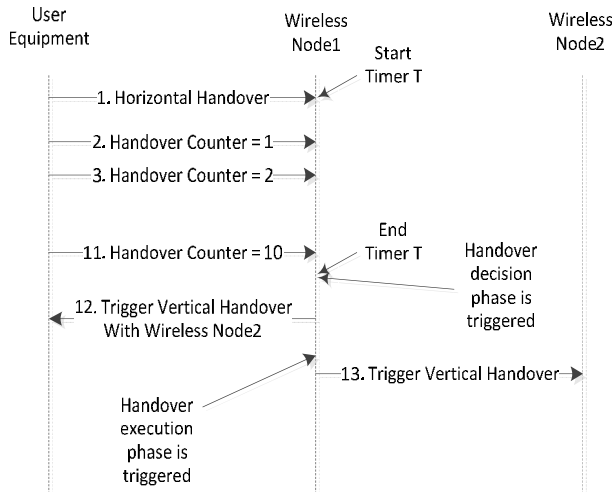 User
Equipment
Wireless
Node1
Wireless
Node2
Start
Timer T
1. Horizontal Handover
2. Handover Counter = 1
3. Handover Counter = 2
End
Timer T
11. Handover Counter = 10
Handover
decision
phase is
triggered
12. Trigger Vertical Handover
With Wireless Node2
13. Trigger Vertical Handover
Handover
execution
phase is
triggered